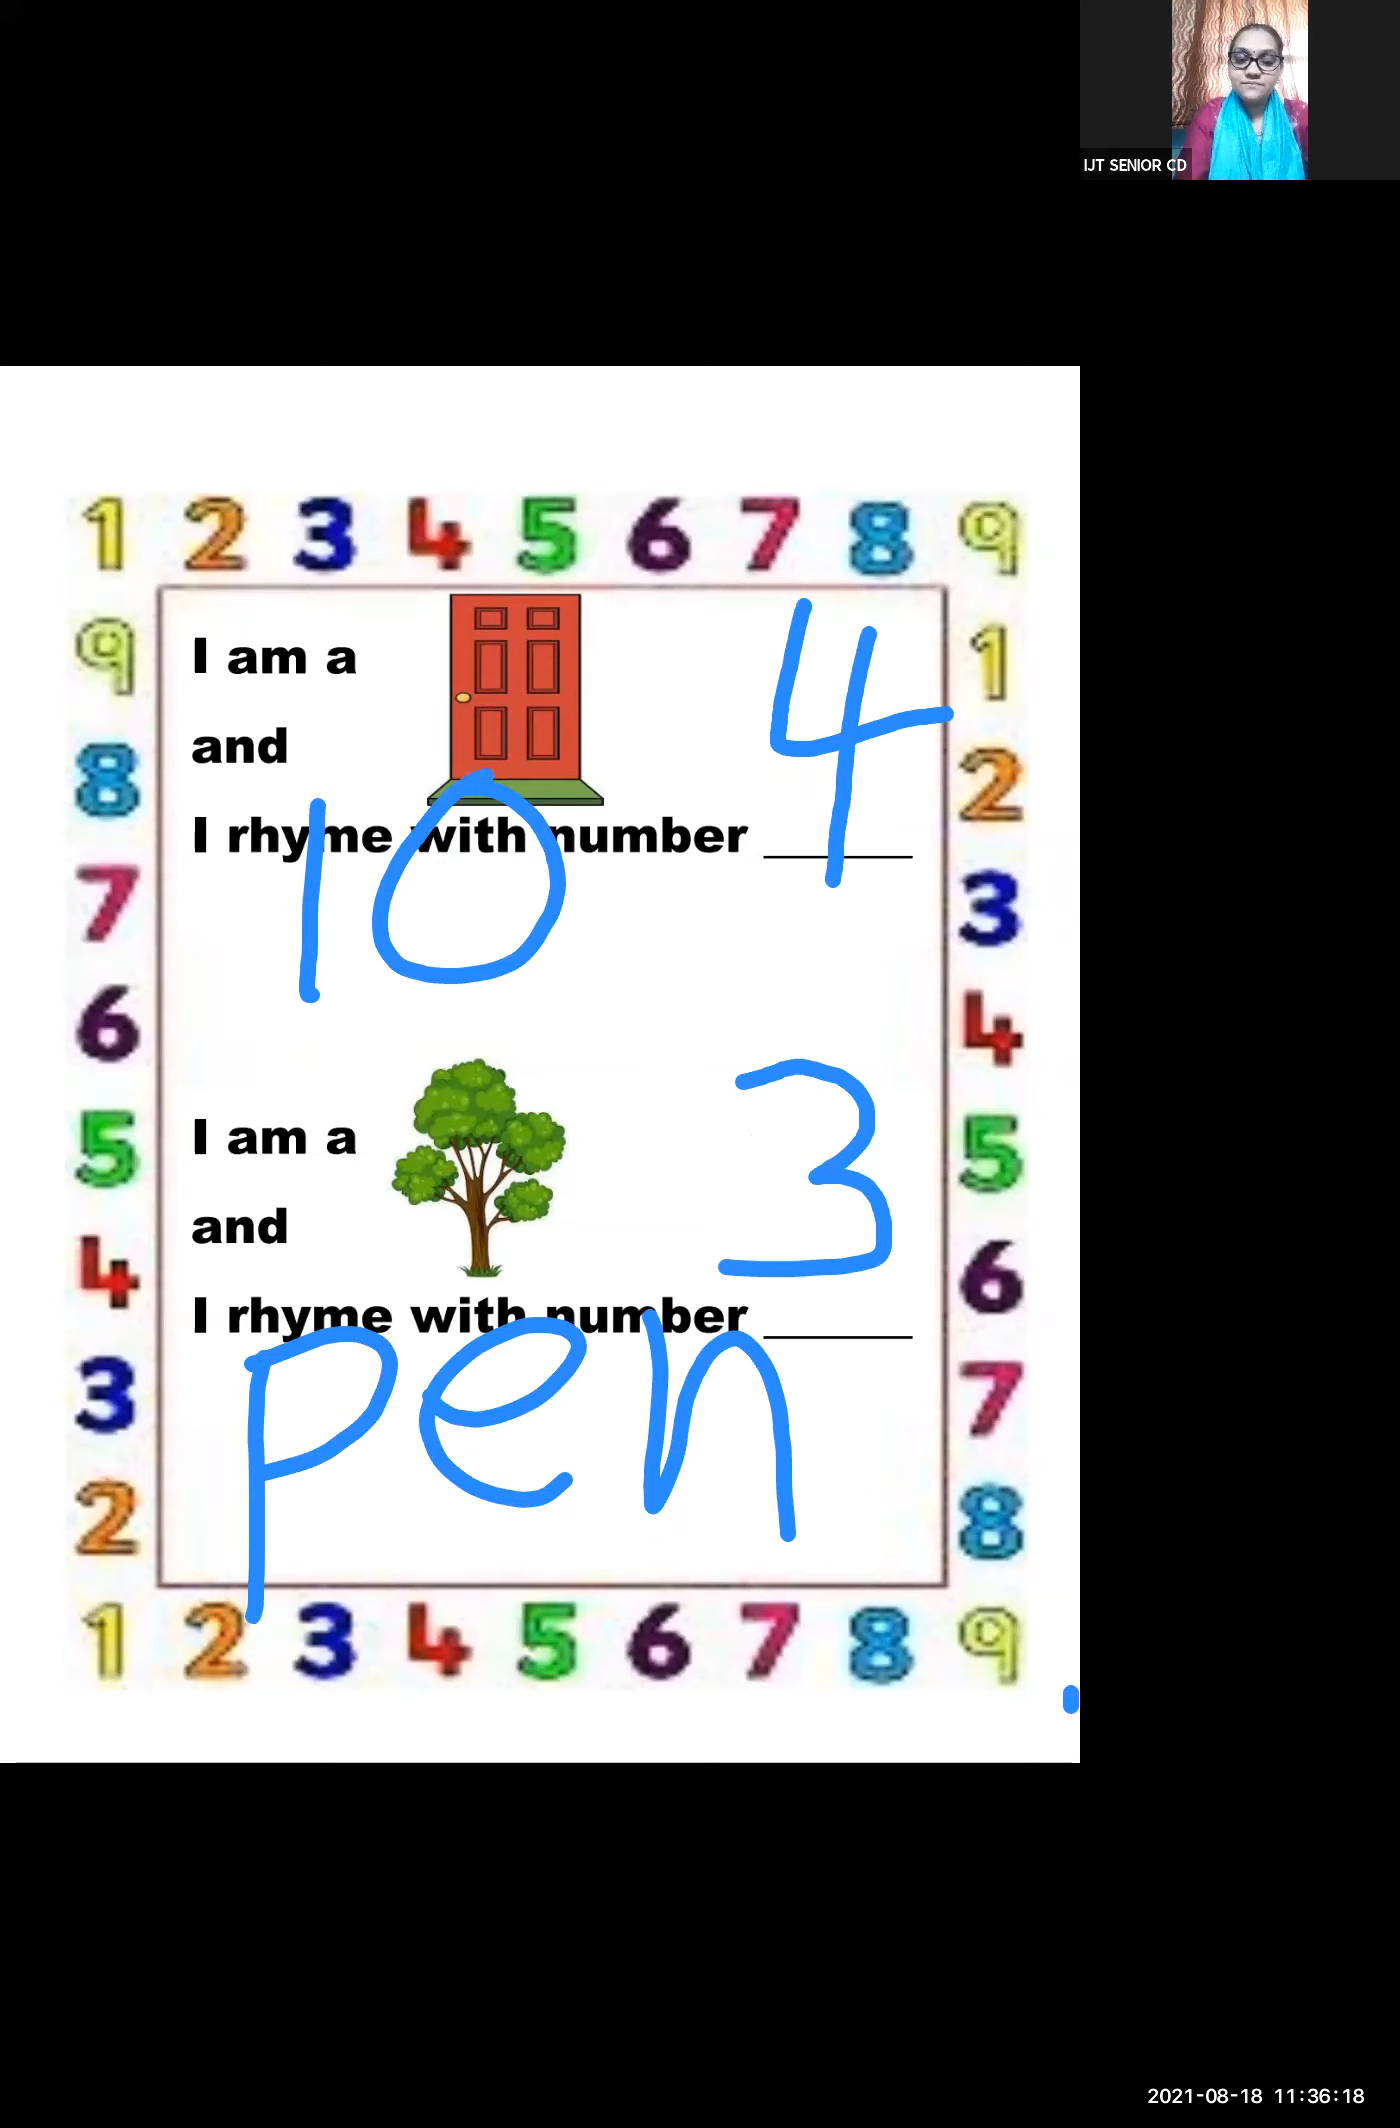 IJT SENIOR CD
1 2 3 4 5 6 7 8 9
9 I am a 4 1
8 and 2
I rhyme with number ______
10
7 3
6 4
5 I am a 3 5
and
4 6
I rhyme with number ______
pen
3 7
2 8
1 2 3 4 5 6 7 8 9
2021-08-18 11:36:18